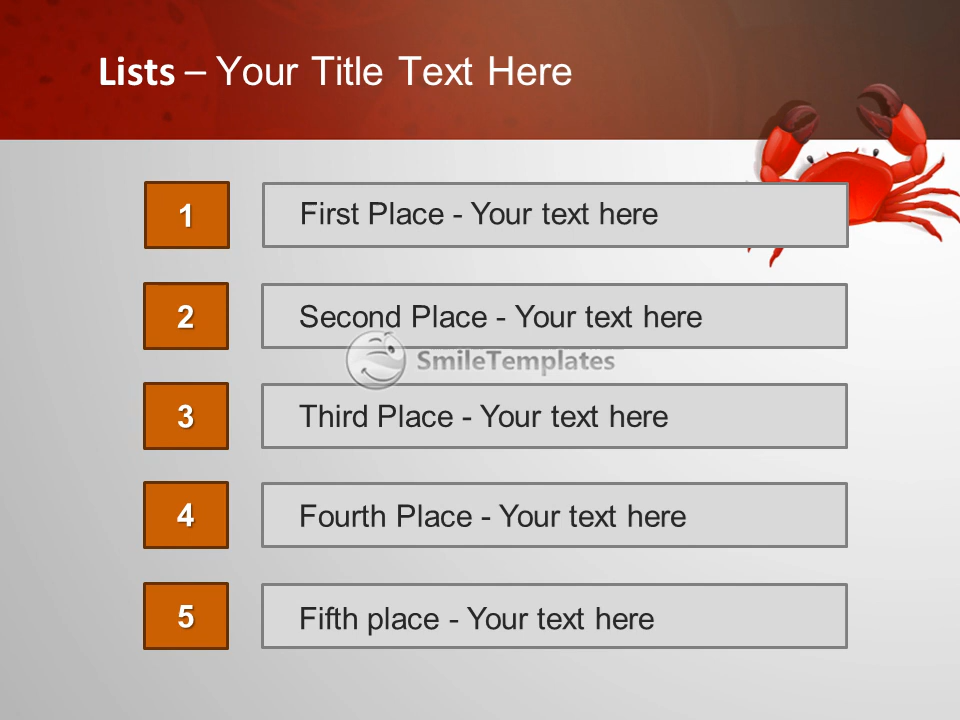 Lists – Your Title Text Here
1
First Place - Your text here
2
Second Place - Your text here
SmileTemplates
3
Third Place - Your text here
4
Fourth Place - Your text here
5
Fifth place - Your text here